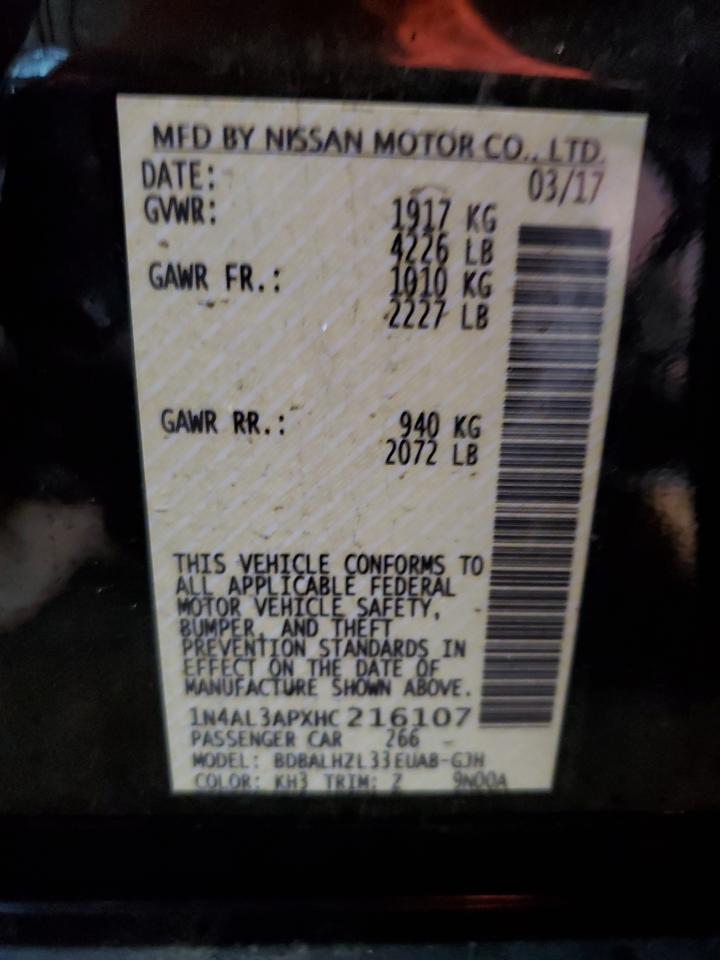 MFD BY NISSAN MOTOR CO., LTD.
DATE: 03/17
GVWR: 1917 KG
4226 LB
GAWR FR.: 1010 KG
2227 LB
GAWR RR.: 940 KG
2072 LB
THIS VEHICLE CONFORMS TO
ALL APPLICABLE FEDERAL
MOTOR VEHICLE SAFETY,
BUMPER, AND THEFT
PREVENTION STANDARDS IN
EFFECT ON THE DATE OF
MANUFACTURE SHOWN ABOVE.
1N4AL3APXHC216107
PASSENGER CAR 266
MODEL: BDBALHZL33EUAB-GJH
COLOR: KH3 TRIM: Z 9N00A